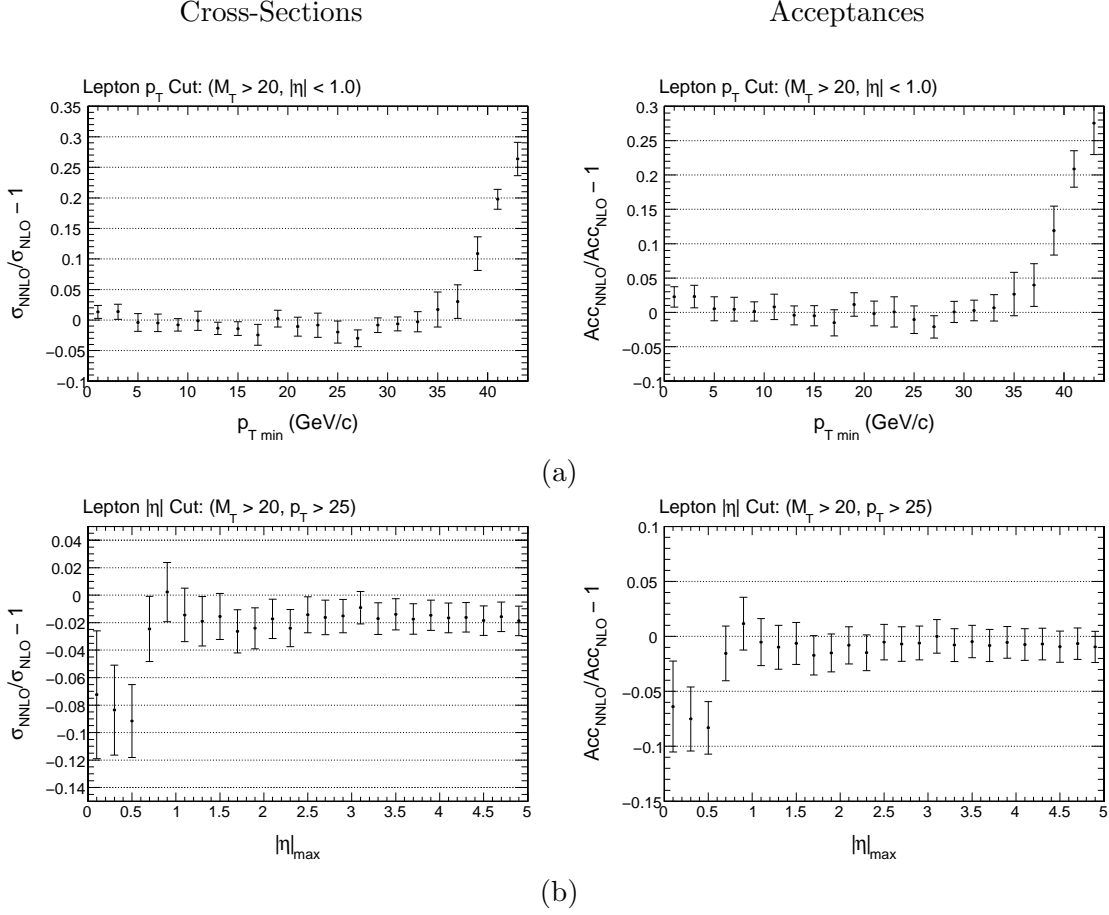 Cross-Sections
Acceptances
Lepton p_T Cut: (M_T > 20, |η| < 1.0)
σ_NNLO/σ_NLO − 1
0.35
0.3
0.25
0.2
0.15
0.1
0.05
0
−0.05
−0.1
0 5 10 15 20 25 30 35 40
p_T min (GeV/c)
Lepton p_T Cut: (M_T > 20, |η| < 1.0)
Acc_NNLO/Acc_NLO − 1
0.3
0.25
0.2
0.15
0.1
0.05
0
−0.05
−0.1
0 5 10 15 20 25 30 35 40
p_T min (GeV/c)
(a)
Lepton |η| Cut: (M_T > 20, p_T > 25)
σ_NNLO/σ_NLO − 1
0.04
0.02
0
−0.02
−0.04
−0.06
−0.08
−0.1
−0.12
−0.14
0 0.5 1 1.5 2 2.5 3 3.5 4 4.5 5
|η|_max
Lepton |η| Cut: (M_T > 20, p_T > 25)
Acc_NNLO/Acc_NLO − 1
0.1
0.05
0
−0.05
−0.1
−0.15
0 0.5 1 1.5 2 2.5 3 3.5 4 4.5 5
|η|_max
(b)